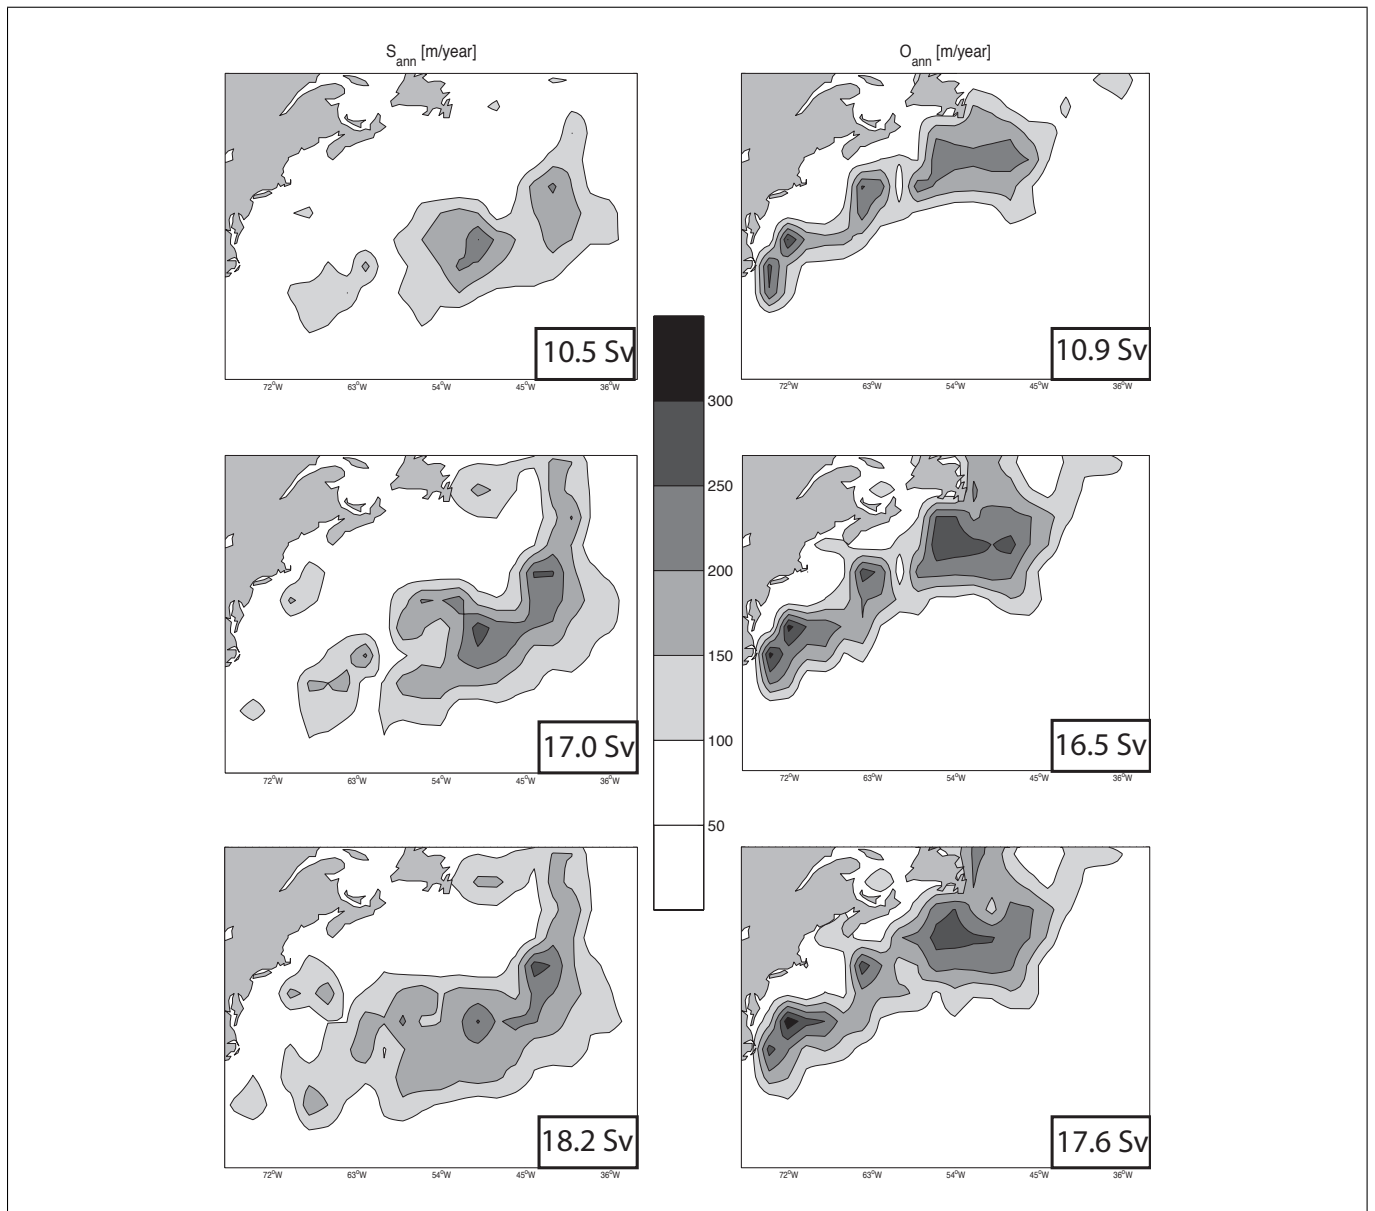 S_ann [m/year]
O_ann [m/year]
10.5 Sv
10.9 Sv
72°W 63°W 54°W 45°W 36°W
72°W 63°W 54°W 45°W 36°W
300
250
200
150
100
50
17.0 Sv
16.5 Sv
72°W 63°W 54°W 45°W 36°W
72°W 63°W 54°W 45°W 36°W
18.2 Sv
17.6 Sv
72°W 63°W 54°W 45°W 36°W
72°W 63°W 54°W 45°W 36°W